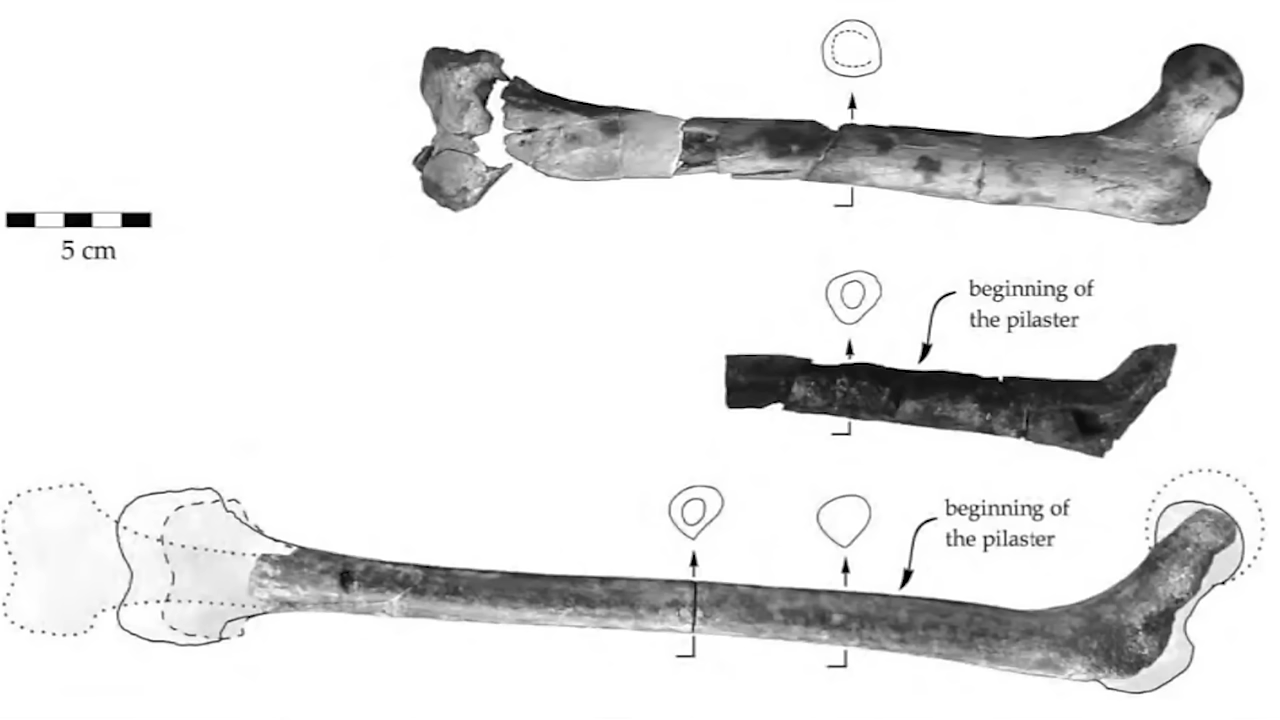 5 cm
beginning of
the pilaster
beginning of
the pilaster